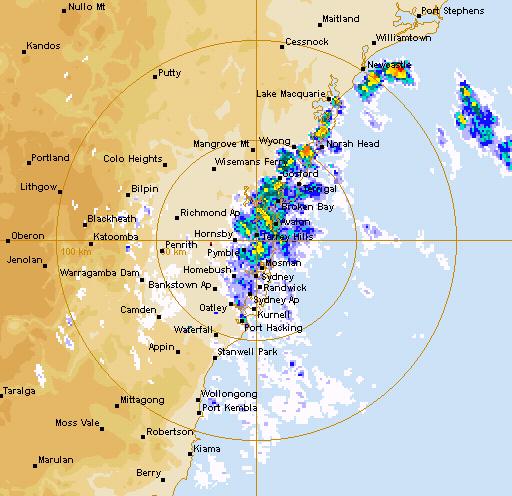 Nullo Mt
Port Stephens
Maitland
Williamtown
Kandos
Cessnock
Newcastle
Putty
Lake Macquarie
Mangrove Mt
Wyong
Norah Head
Portland
Colo Heights
Wisemans Ferry
Gosford
Lithgow
Bilpin
Terrigal
Broken Bay
Richmond Ap
Blackheath
Avalon
Oberon
Katoomba
Hornsby
Terrey Hills
100 km
Penrith
50 km
Pymble
Jenolan
Mosman
Warragamba Dam
Homebush
Sydney
Bankstown Ap
Randwick
Sydney Ap
Camden
Oatley
Kurnell
Waterfall
Port Hacking
Appin
Stanwell Park
Taralga
Mittagong
Wollongong
Port Kembla
Moss Vale
Robertson
Kiama
Marulan
Berry